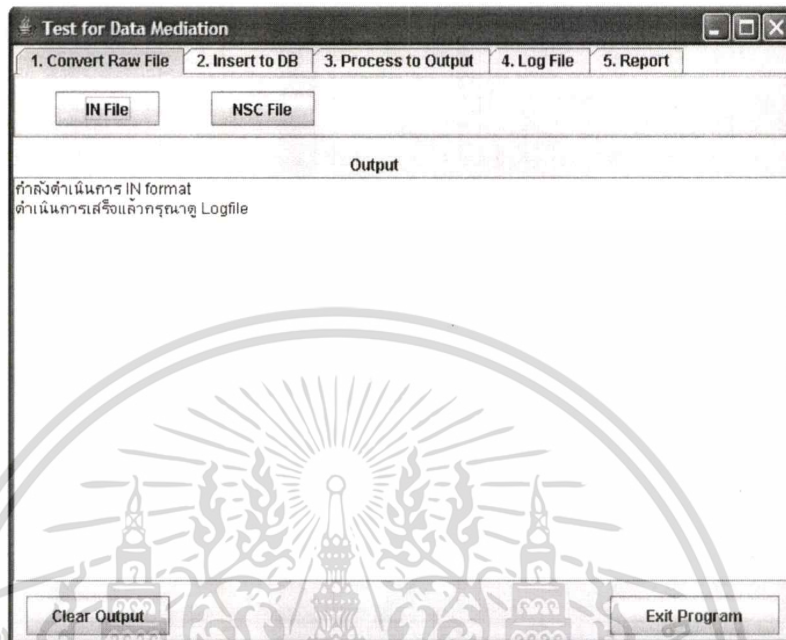 Test for Data Mediation
1. Convert Raw File 2. Insert to DB 3. Process to Output 4. Log File 5. Report
IN File NSC File
Output
กำลังดำเนินการ IN format
ดำเนินการเสร็จแล้วกรุณาดู Logfile
Clear Output Exit Program